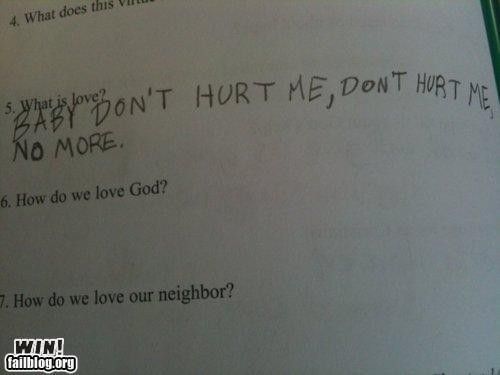 4. What does this
5. What is love?
BABY DON'T HURT ME, DON'T HURT ME,
NO MORE.
6. How do we love God?
7. How do we love our neighbor?
WIN!
failblog.org